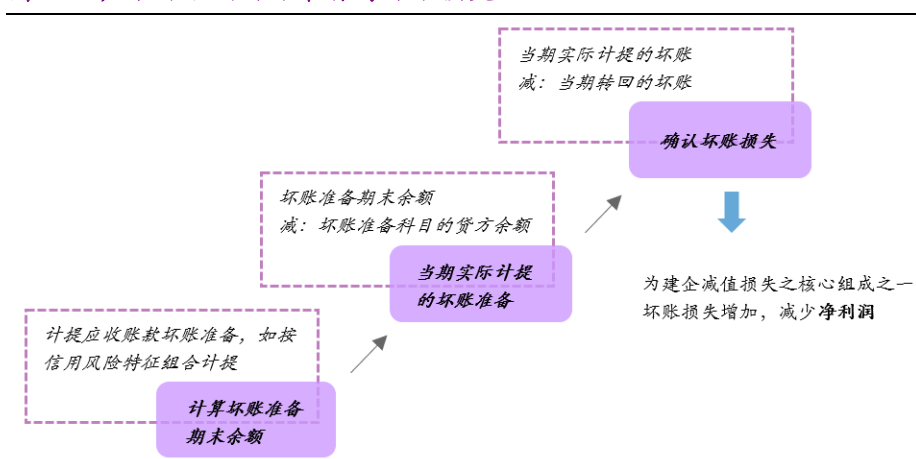 当期实际计提的坏账
减：当期转回的坏账
确认坏账损失
坏账准备期末余额
减：坏账准备科目的贷方余额
当期实际计提
的坏账准备
为建企减值损失之核心组成之一
坏账损失增加，减少净利润
计提应收账款坏账准备，如按
信用风险特征组合计提
计算坏账准备
期末余额